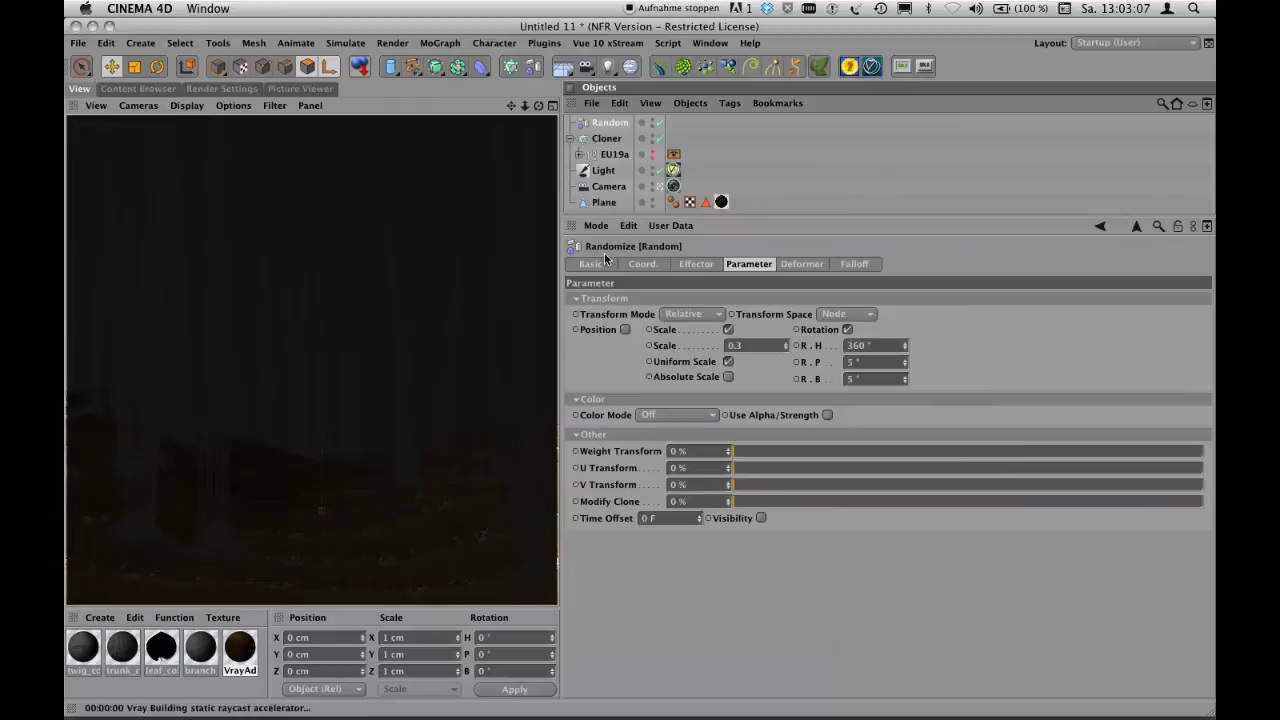 CINEMA 4D Window Aufnahme stoppen 1 (100 %) Sa. 13:03:07
Untitled 11 * (NFR Version - Restricted License)
File Edit Create Select Tools Mesh Animate Simulate Render MoGraph Character Plugins Vue 10 xStream Script Window Help Layout: Startup (User)
View Content Browser Render Settings Picture Viewer
View Cameras Display Options Filter Panel
Objects
File Edit View Objects Tags Bookmarks
Random
Cloner
EU19a
Light
Camera
Plane
Mode Edit User Data
Randomize [Random]
Basic Coord. Effector Parameter Deformer Falloff
Parameter
Transform
Transform Mode Relative Transform Space Node
Position Scale Rotation
Scale 0.3 R . H 360 °
Uniform Scale R . P 5 °
Absolute Scale R . B 5 °
Color
Color Mode Off Use Alpha/Strength
Other
Weight Transform 0 %
U Transform 0 %
V Transform 0 %
Modify Clone 0 %
Time Offset 0 F Visibility
Create Edit Function Texture
twig_co trunk_c leaf_col branch_ VrayAd
Position Scale Rotation
X 0 cm X 1 cm H 0 °
Y 0 cm Y 1 cm P 0 °
Z 0 cm Z 1 cm B 0 °
Object (Rel) Scale Apply
00:00:00 Vray Building static raycast accelerator...